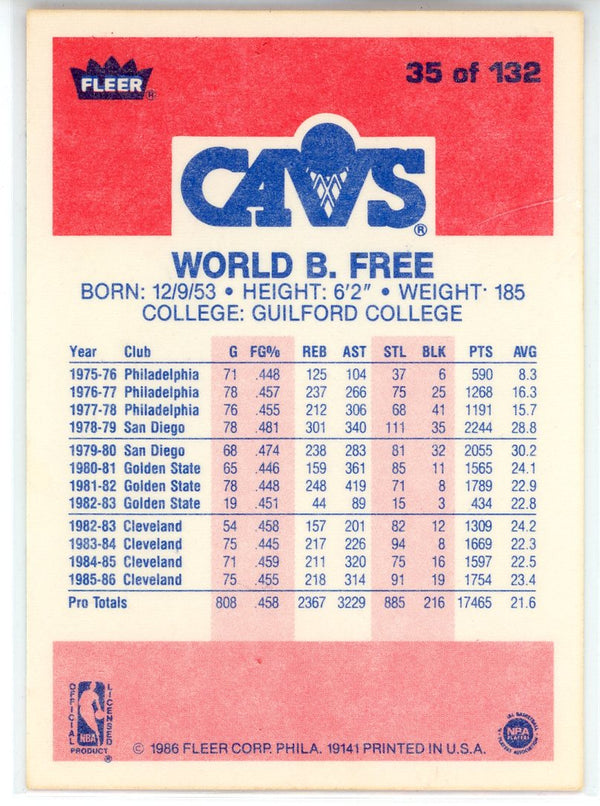 FLEER
35 of 132
CAVS
WORLD B. FREE
BORN: 12/9/53 • HEIGHT: 6'2" • WEIGHT: 185
COLLEGE: GUILFORD COLLEGE
Year Club G FG% REB AST STL BLK PTS AVG
1975-76 Philadelphia 71 .448 125 104 37 6 590 8.3
1976-77 Philadelphia 78 .457 237 266 75 25 1268 16.3
1977-78 Philadelphia 76 .455 212 306 68 41 1191 15.7
1978-79 San Diego 78 .481 301 340 111 35 2244 28.8
1979-80 San Diego 68 .474 238 283 81 32 2055 30.2
1980-81 Golden State 65 .446 159 361 85 11 1565 24.1
1981-82 Golden State 78 .448 248 419 71 8 1789 22.9
1982-83 Golden State 19 .451 44 89 15 3 434 22.8
1982-83 Cleveland 54 .458 157 201 82 12 1309 24.2
1983-84 Cleveland 75 .445 217 226 94 8 1669 22.3
1984-85 Cleveland 71 .459 211 320 75 16 1597 22.5
1985-86 Cleveland 75 .455 218 314 91 19 1754 23.4
Pro Totals 808 .458 2367 3229 885 216 17465 21.6
OFFICIAL LICENSED
NBA
PRODUCT
© 1986 FLEER CORP. PHILA. 19141 PRINTED IN U.S.A.
NBA
PLAYERS